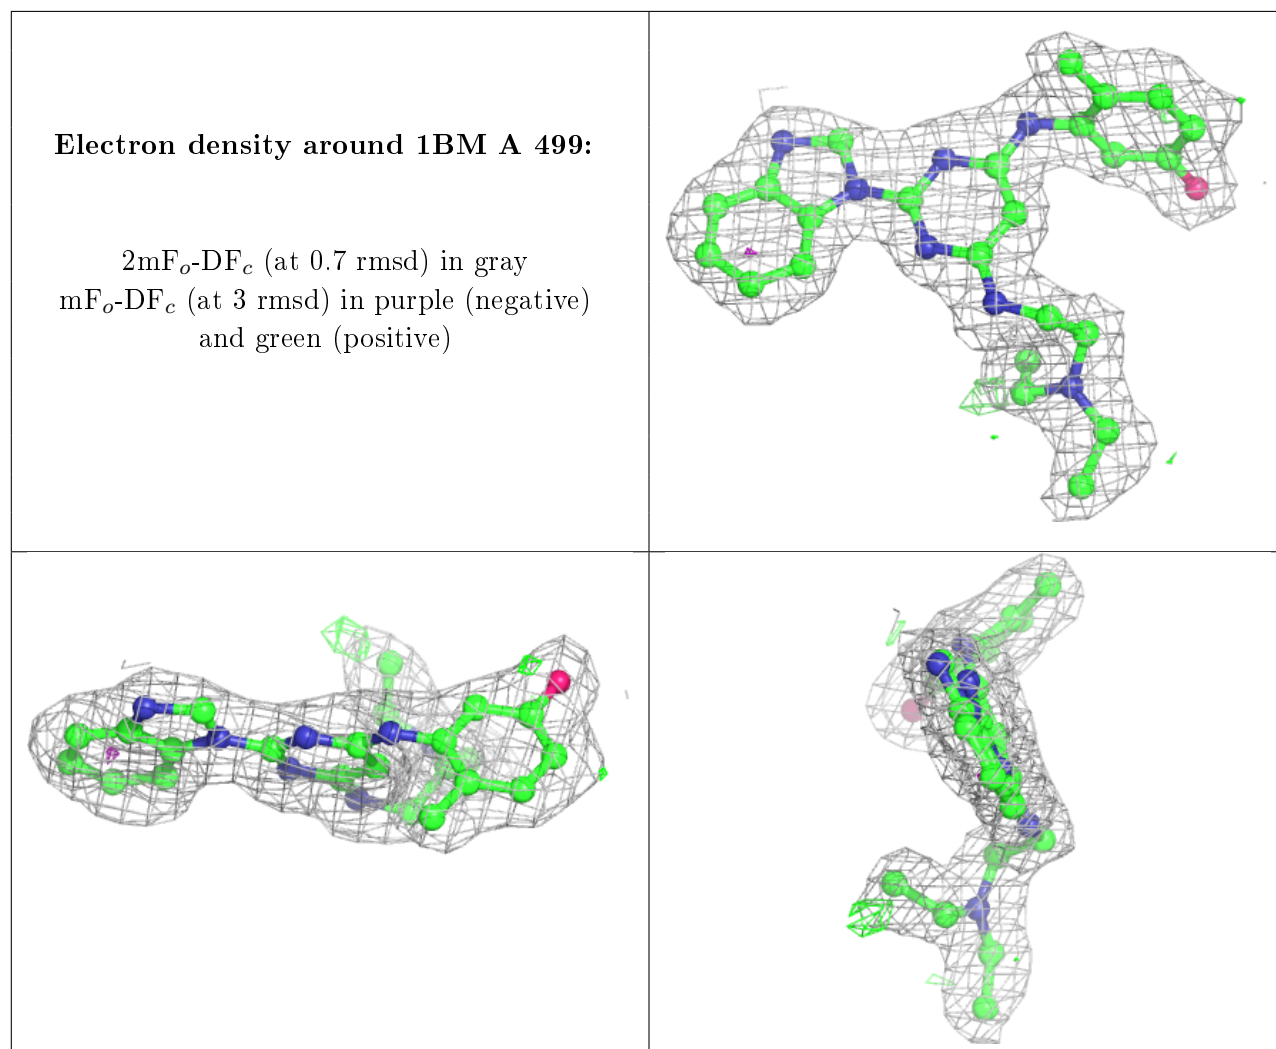 Electron density around 1BM A 499:
2mFo-DFc (at 0.7 rmsd) in gray
mFo-DFc (at 3 rmsd) in purple (negative)
and green (positive)